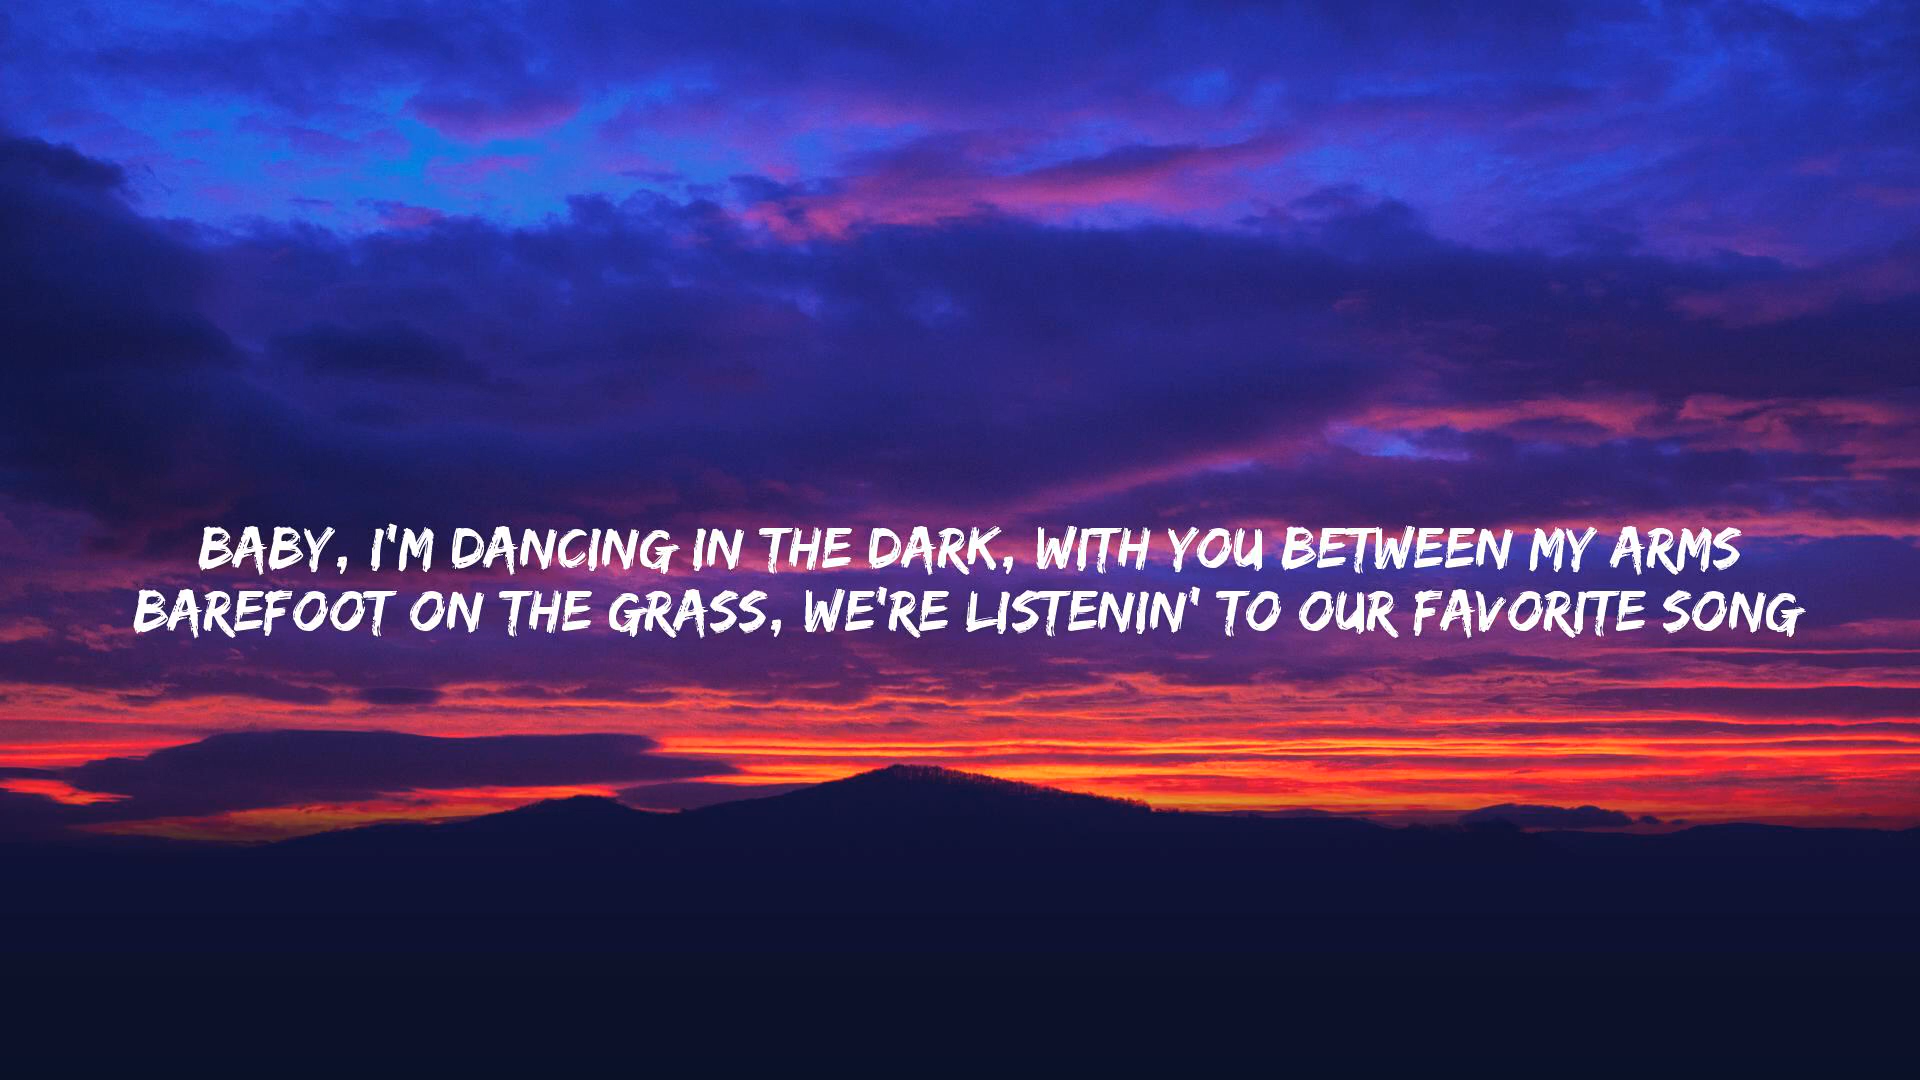 BABY, I'M DANCING IN THE DARK, WITH YOU BETWEEN MY ARMS
BAREFOOT ON THE GRASS, WE'RE LISTENIN' TO OUR FAVORITE SONG